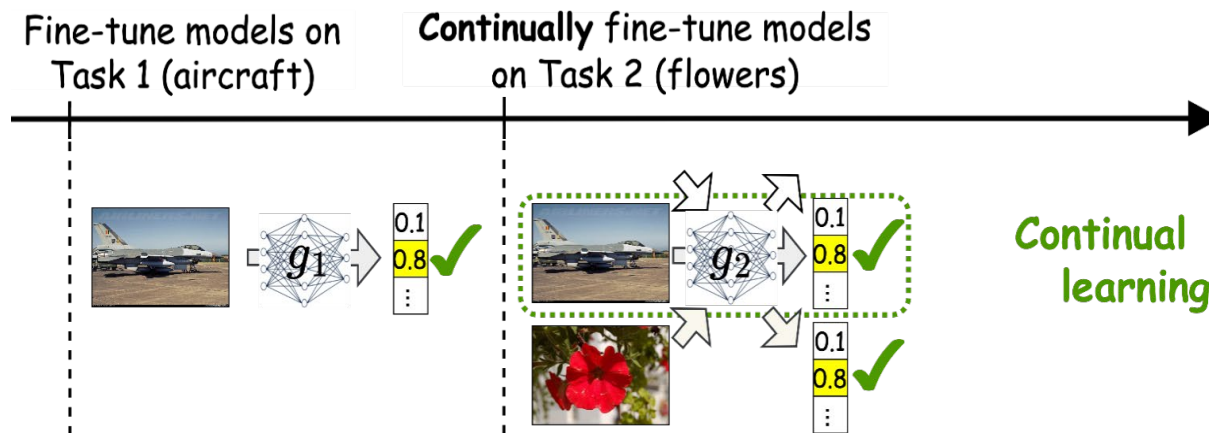 Fine-tune models on
Task 1 (aircraft)
Continually fine-tune models
on Task 2 (flowers)
g1
0.1
0.8
⋮
g2
0.1
0.8
⋮
0.1
0.8
⋮
Continual
learning